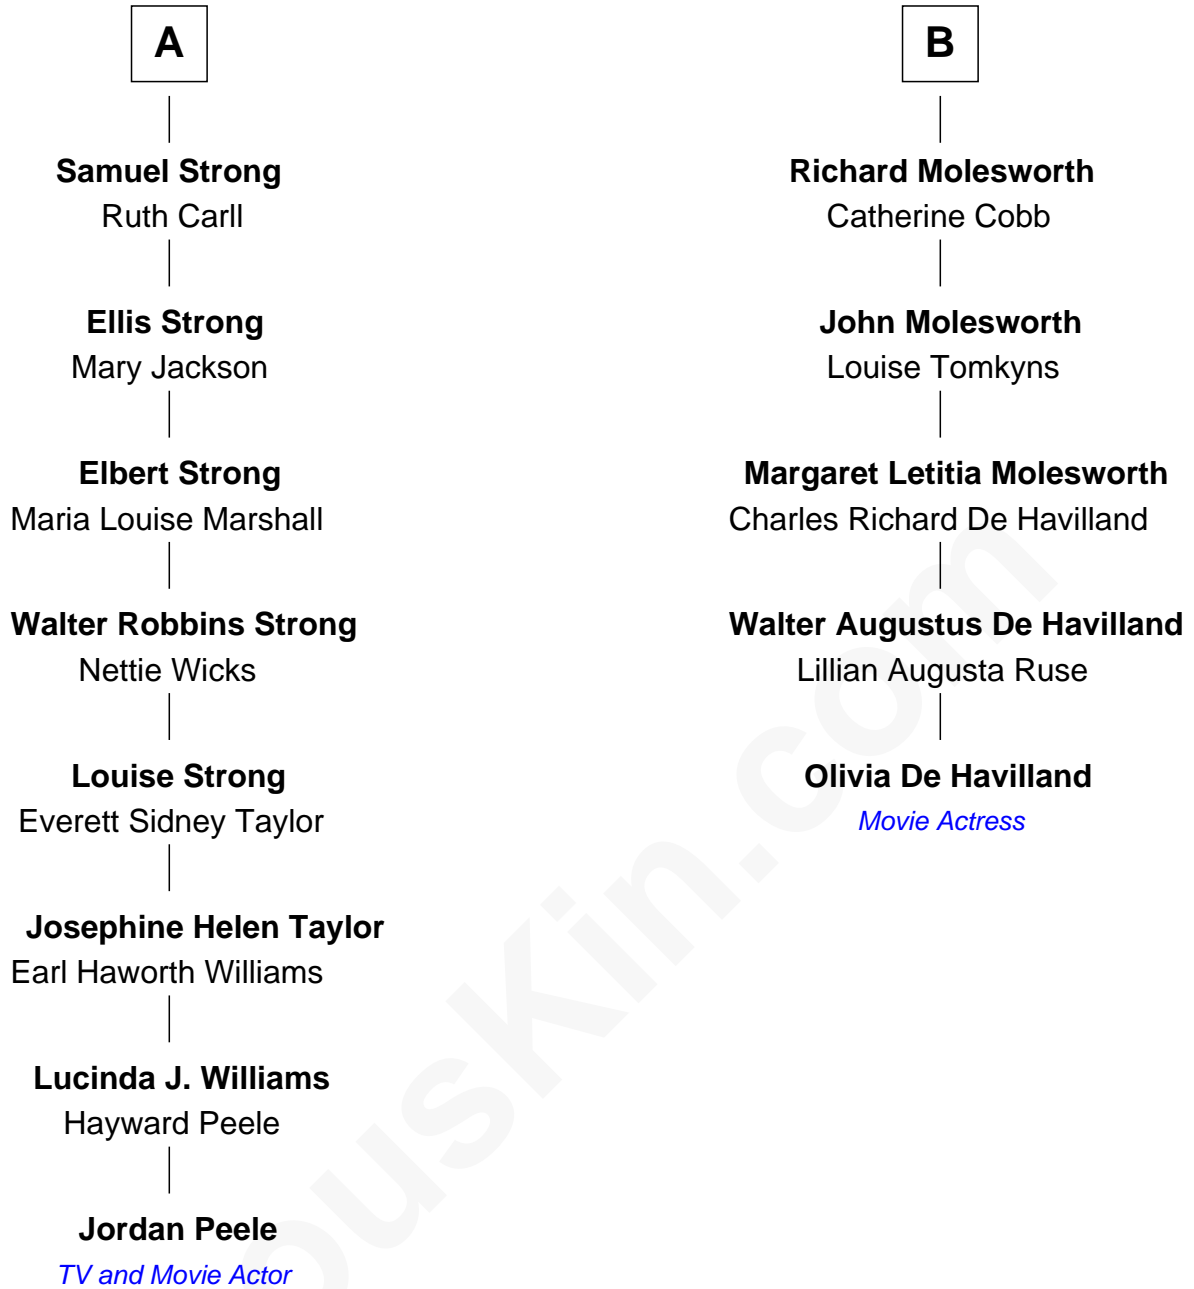 A
Samuel Strong
Ruth Carll
Ellis Strong
Mary Jackson
Elbert Strong
Maria Louise Marshall
Walter Robbins Strong
Nettie Wicks
Louise Strong
Everett Sidney Taylor
Josephine Helen Taylor
Earl Haworth Williams
Lucinda J. Williams
Hayward Peele
Jordan Peele
TV and Movie Actor
B
Richard Molesworth
Catherine Cobb
John Molesworth
Louise Tomkyns
Margaret Letitia Molesworth
Charles Richard De Havilland
Walter Augustus De Havilland
Lillian Augusta Ruse
Olivia De Havilland
Movie Actress
ousKin.com